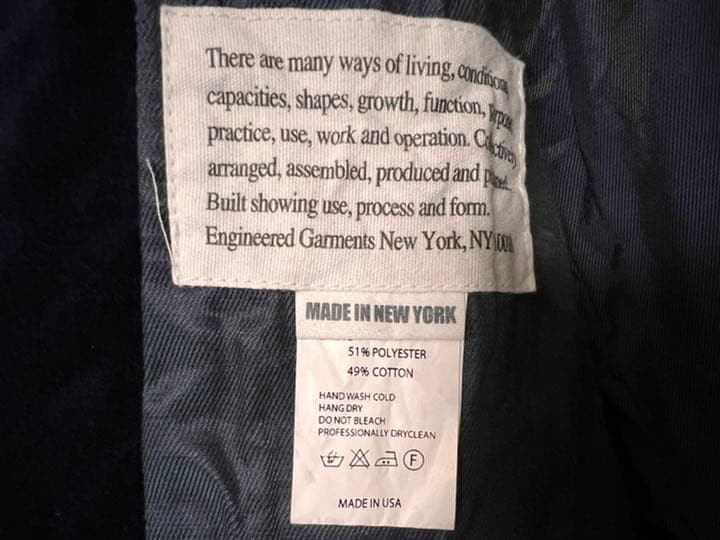 There are many ways of living, conditions,
capacities, shapes, growth, function,
practice, use, work and operation. Collectively
arranged, assembled, produced and
Built showing use, process and form.
Engineered Garments New York, NY
MADE IN NEW YORK
51% POLYESTER
49% COTTON
HAND WASH COLD
HANG DRY
DO NOT BLEACH
PROFESSIONALLY DRYCLEAN
F
MADE IN USA